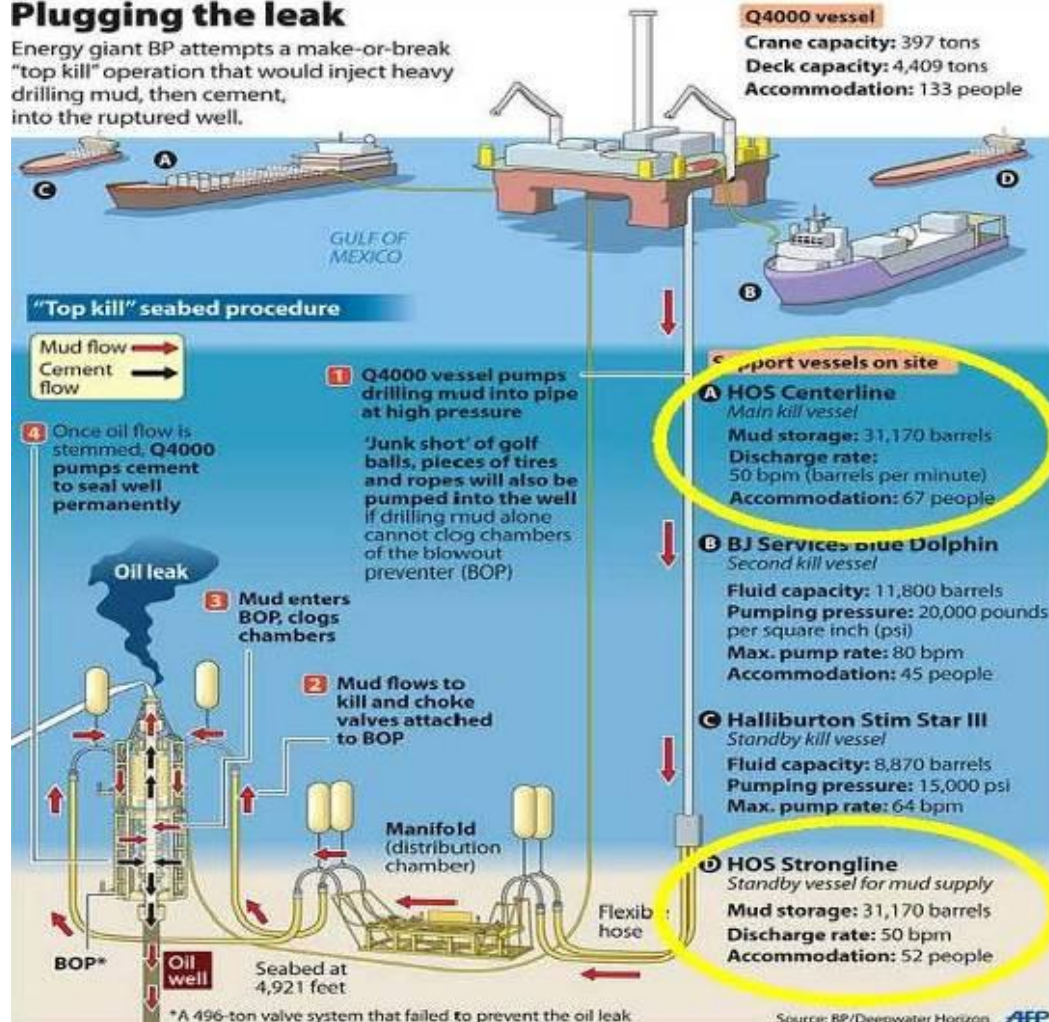 Plugging the leak
Energy giant BP attempts a make-or-break
"top kill" operation that would inject heavy
drilling mud, then cement,
into the ruptured well.
Q4000 vessel
Crane capacity: 397 tons
Deck capacity: 4,409 tons
Accommodation: 133 people
A
C
D
B
GULF OF
MEXICO
"Top kill" seabed procedure
Mud flow
Cement
flow
1 Q4000 vessel pumps
drilling mud into pipe
at high pressure
'Junk shot' of golf
balls, pieces of tires
and ropes will also be
pumped into the well
if drilling mud alone
cannot clog chambers
of the blowout
preventer (BOP)
4 Once oil flow is
stemmed, Q4000
pumps cement
to seal well
permanently
Oil leak
3 Mud enters
BOP, clogs
chambers
2 Mud flows to
kill and choke
valves attached
to BOP
Manifold
(distribution
chamber)
Flexible
hose
BOP*
Oil
well
Seabed at
4,921 feet
*A 496-ton valve system that failed to prevent the oil leak
Support vessels on site
A HOS Centerline
Main kill vessel
Mud storage: 31,170 barrels
Discharge rate:
50 bpm (barrels per minute)
Accommodation: 67 people
B BJ Services Blue Dolphin
Second kill vessel
Fluid capacity: 11,800 barrels
Pumping pressure: 20,000 pounds
per square inch (psi)
Max. pump rate: 80 bpm
Accommodation: 45 people
C Halliburton Stim Star III
Standby kill vessel
Fluid capacity: 8,870 barrels
Pumping pressure: 15,000 psi
Max. pump rate: 64 bpm
D HOS Strongline
Standby vessel for mud supply
Mud storage: 31,170 barrels
Discharge rate: 50 bpm
Accommodation: 52 people
Source: BP/Deepwater Horizon AFP